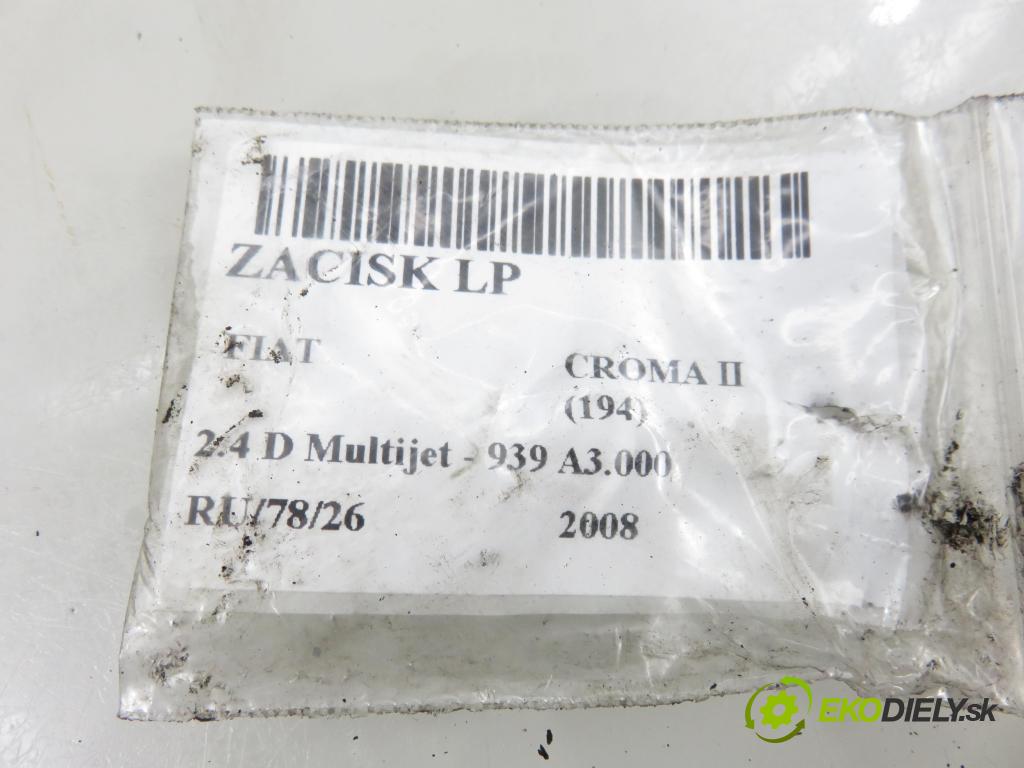 ZACISK LP
FIAT
CROMA II
(194)
2.4 D Multijet - 939 A3.000
RU/78/26
2008
EKODIELY.sk